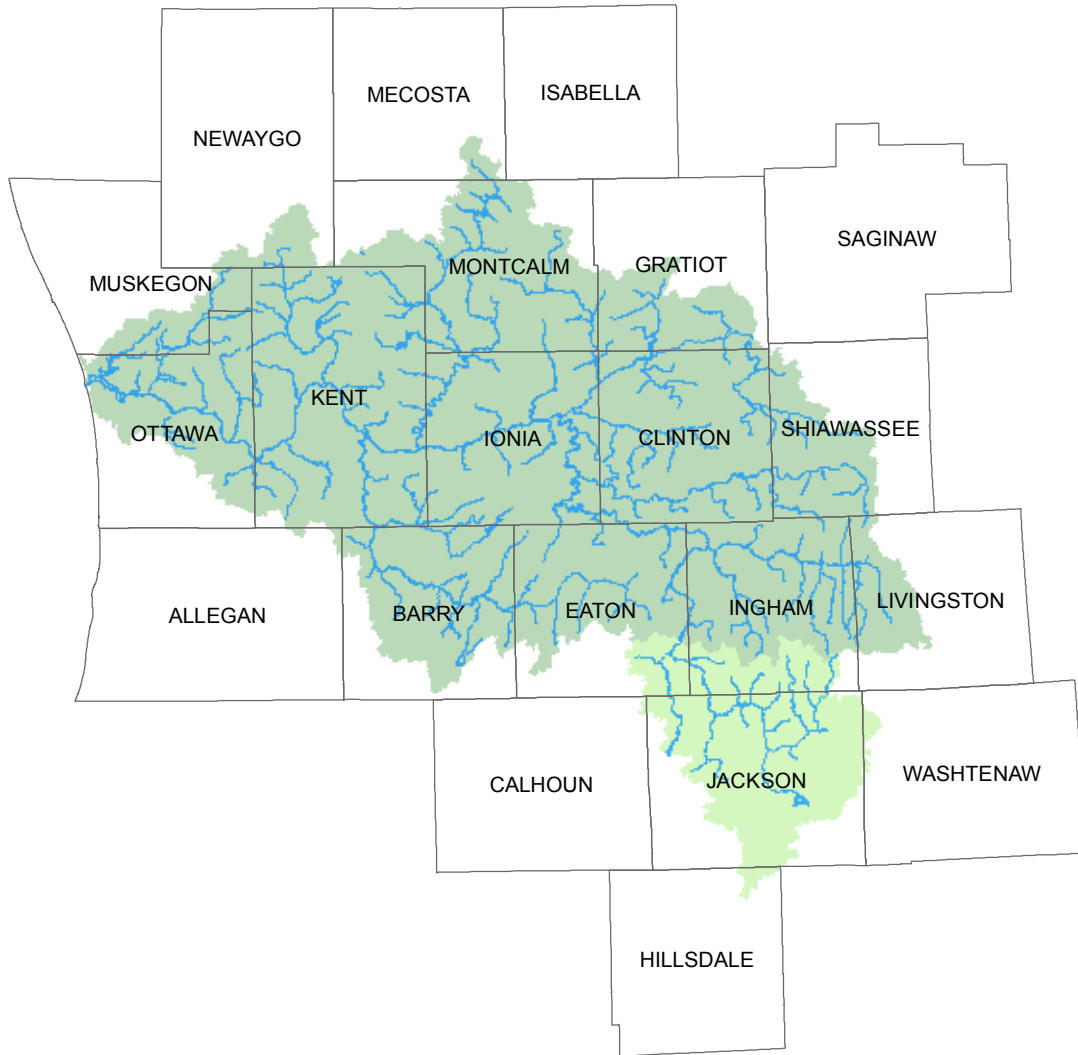 MECOSTA
ISABELLA
NEWAYGO
SAGINAW
MUSKEGON
MONTCALM
GRATIOT
OTTAWA
KENT
IONIA
CLINTON
SHIAWASSEE
ALLEGAN
BARRY
EATON
INGHAM
LIVINGSTON
CALHOUN
JACKSON
WASHTENAW
HILLSDALE